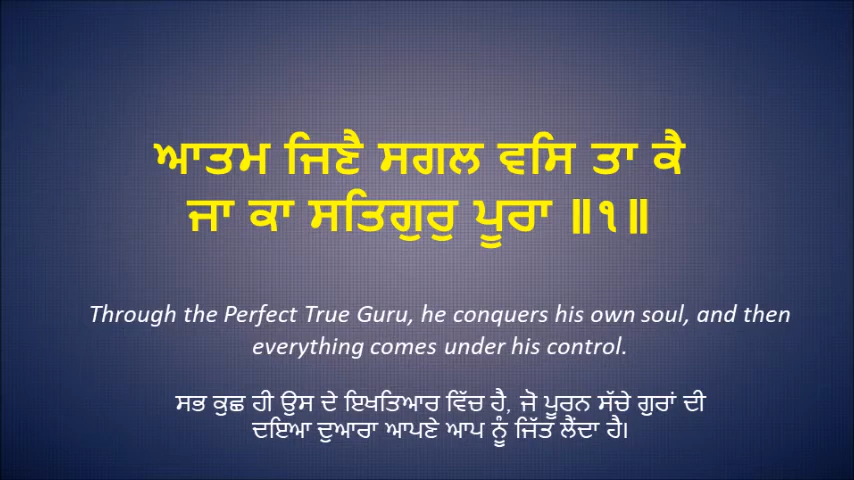 ਆਤਮ ਜਿਣੈ ਸਗਲ ਵਸਿ ਤਾ ਕੈ
ਜਾ ਕਾ ਸਤਿਗੁਰੁ ਪੂਰਾ ॥੧॥
Through the Perfect True Guru, he conquers his own soul, and then
everything comes under his control.
ਸਭ ਕੁਛ ਹੀ ਉਸ ਦੇ ਇਖਤਿਆਰ ਵਿੱਚ ਹੈ, ਜੋ ਪੂਰਨ ਸੱਚੇ ਗੁਰਾਂ ਦੀ
ਦਇਆ ਦੁਆਰਾ ਆਪਣੇ ਆਪ ਨੂੰ ਜਿੱਤ ਲੈਂਦਾ ਹੈ।